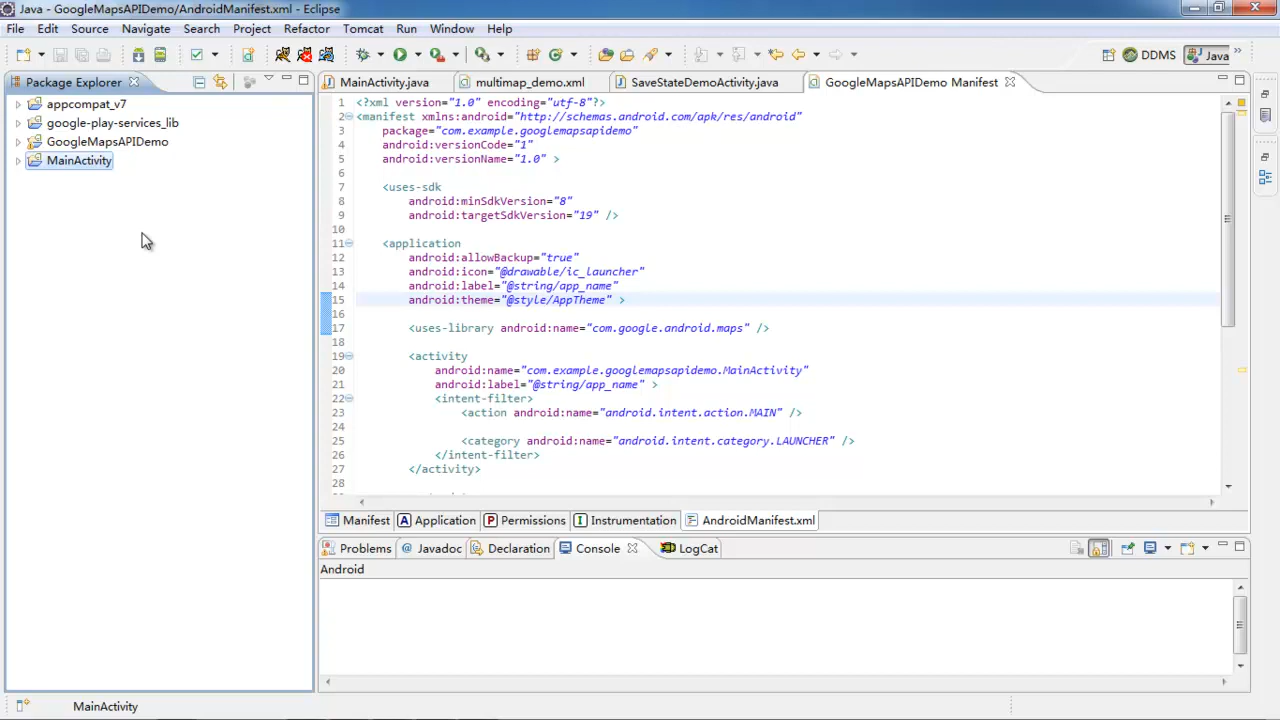 Java - GoogleMapsAPIDemo/AndroidManifest.xml - Eclipse
File Edit Source Navigate Search Project Refactor Run Tomcat Window Help
DDMS Java
Package Explorer
MainActivity.java multimap_demo.xml SaveStateDemoActivity.java GoogleMapsAPIDemo Manifest
appcompat_v7
google-play-services_lib
GoogleMapsAPIDemo
MainActivity
1 <?xml version="1.0" encoding="utf-8"?>
2 <manifest xmlns:android="http://schemas.android.com/apk/res/android"
3 package="com.example.googlemapsapidemo"
4 android:versionCode="1"
5 android:versionName="1.0" >
6
7 <uses-sdk
8 android:minSdkVersion="8"
9 android:targetSdkVersion="19" />
10
11 <application
12 android:allowBackup="true"
13 android:icon="@drawable/ic_launcher"
14 android:label="@string/app_name"
15 android:theme="@style/AppTheme" >
16
17 <uses-library android:name="com.google.android.maps" />
18
19 <activity
20 android:name="com.example.googlemapsapidemo.MainActivity"
21 android:label="@string/app_name" >
22 <intent-filter>
23 <action android:name="android.intent.action.MAIN" />
24
25 <category android:name="android.intent.category.LAUNCHER" />
26 </intent-filter>
27 </activity>
28
Manifest A Application P Permissions I Instrumentation AndroidManifest.xml
Problems @ Javadoc Declaration Console LogCat
Android
MainActivity